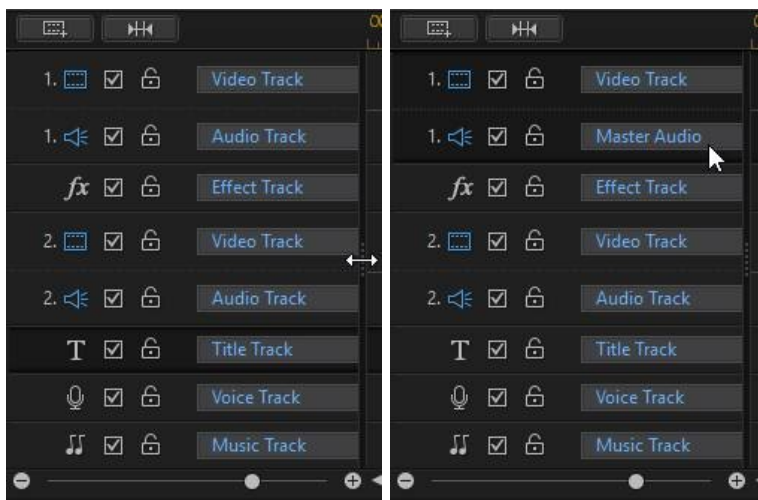 1. Video Track
1. Audio Track
fx Effect Track
2. Video Track
2. Audio Track
T Title Track
Voice Track
Music Track
1. Video Track
1. Master Audio
fx Effect Track
2. Video Track
2. Audio Track
T Title Track
Voice Track
Music Track